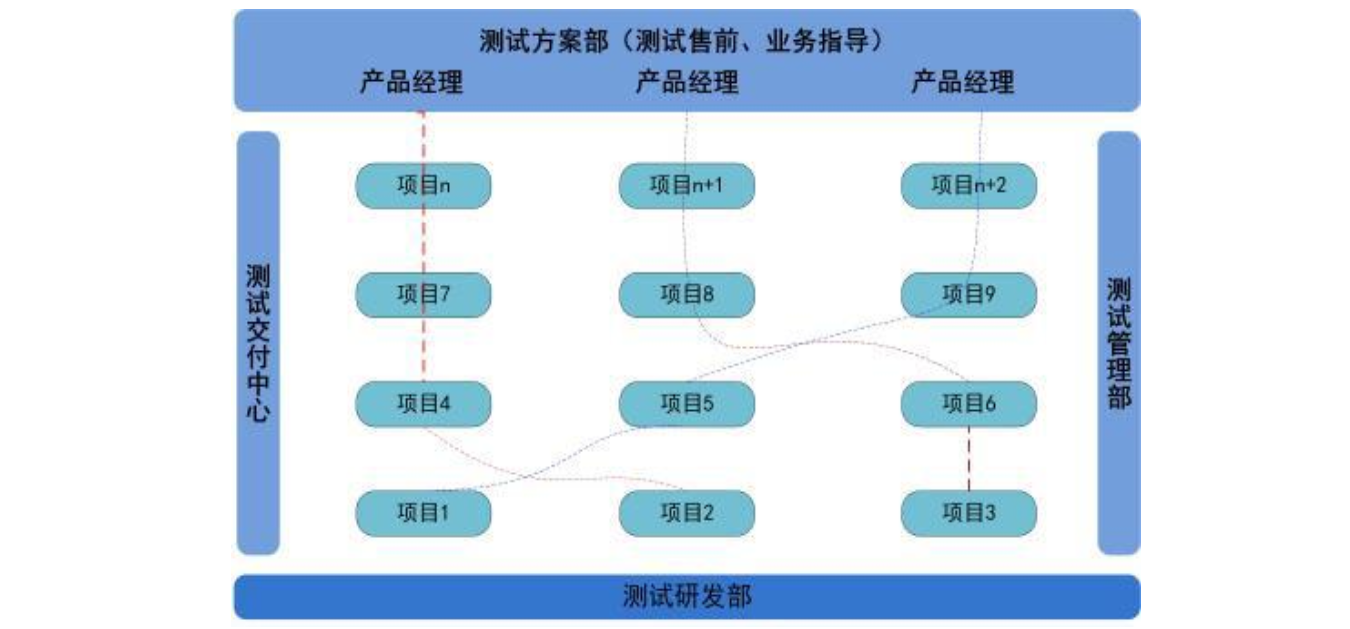 测试方案部（测试售前、业务指导）
产品经理 产品经理 产品经理
项目n 项目n+1 项目n+2
项目7 项目8 项目9
测试交付中心
测试管理部
项目4 项目5 项目6
项目1 项目2 项目3
测试研发部